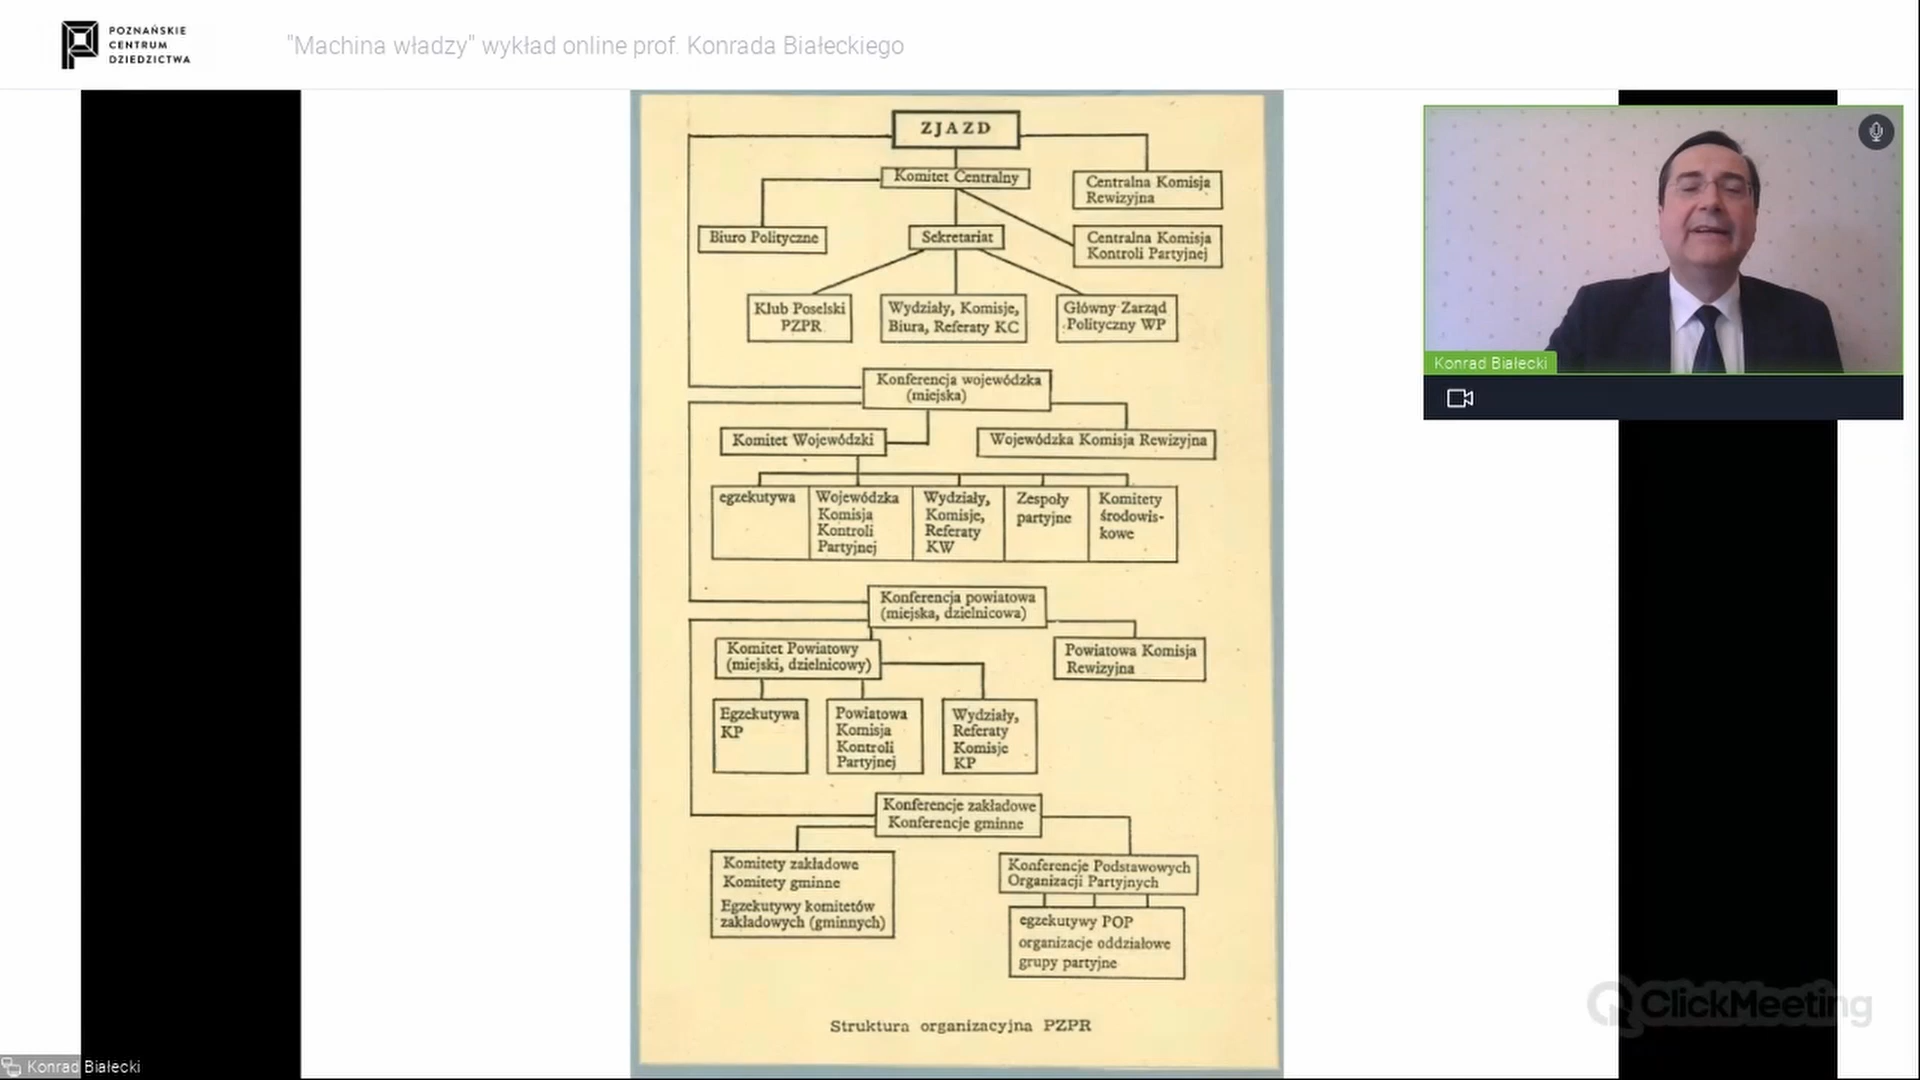 POZNAŃSKIE
CENTRUM
DZIEDZICTWA
"Machina władzy" wykład online prof. Konrada Białeckiego
ZJAZD
Komitet Centralny
Centralna Komisja
Rewizyjna
Biuro Polityczne
Sekretariat
Centralna Komisja
Kontroli Partyjnej
Klub Poselski
PZPR
Wydziały, Komisje,
Biura, Referaty KC
Główny Zarząd
Polityczny WP
Konferencja wojewódzka
(miejska)
Komitet Wojewódzki
Wojewódzka Komisja Rewizyjna
egzekutywa
Wojewódzka
Komisja
Kontroli
Partyjnej
Wydziały,
Komisje,
Referaty
KW
Zespoły
partyjne
Komitety
środowis-
kowe
Konferencja powiatowa
(miejska, dzielnicowa)
Komitet Powiatowy
(miejski, dzielnicowy)
Powiatowa Komisja
Rewizyjna
Egzekutywa
KP
Powiatowa
Komisja
Kontroli
Partyjnej
Wydziały,
Referaty
Komisje
KP
Konferencje zakładowe
Konferencje gminne
Komitety zakładowe
Komitety gminne
Egzekutywy komitetów
zakładowych (gminnych)
Konferencje Podstawowych
Organizacji Partyjnych
egzekutywy POP
organizacje oddziałowe
grupy partyjne
Struktura organizacyjna PZPR
Konrad Białecki
ClickMeeting
Konrad Białecki